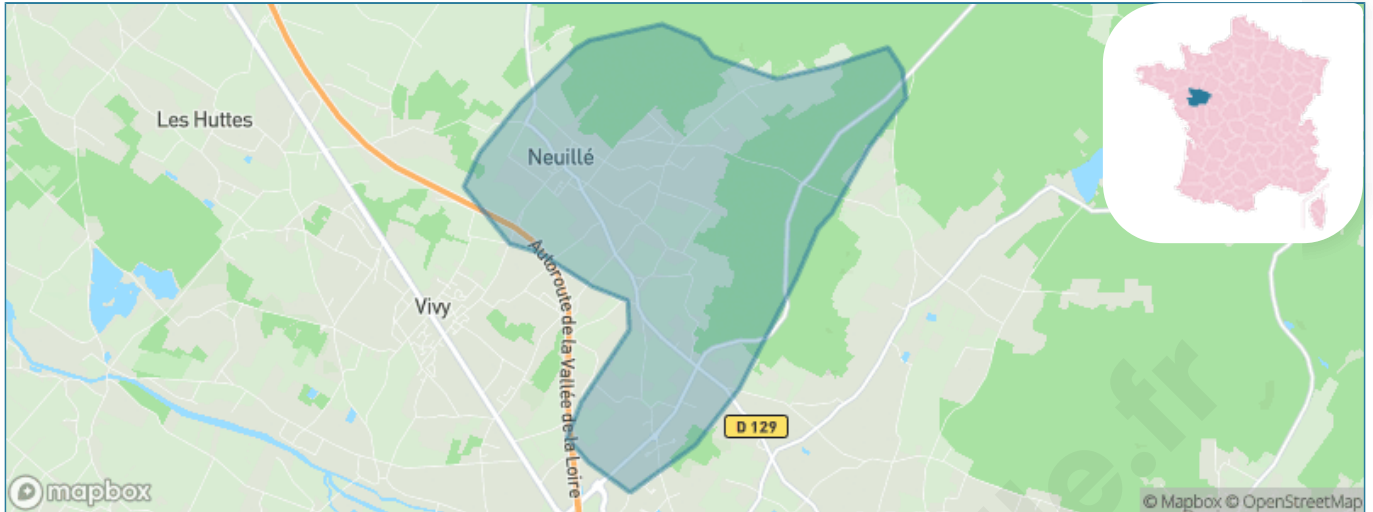 Les Huttes
Neuillé
Vivy
Autoroute de la Vallée de la Loire
D 129
mapbox
© Mapbox © OpenStreetMap